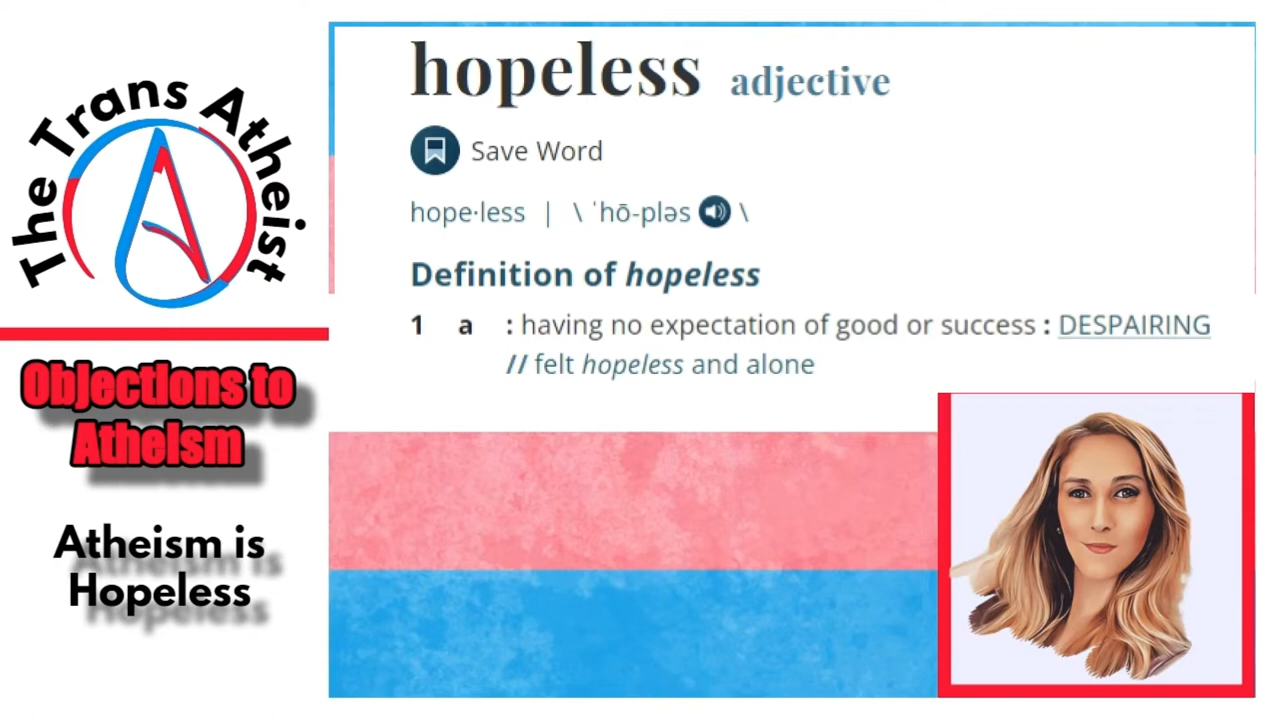 The Trans Atheist
Objections to
Atheism
Atheism is
Hopeless
hopeless adjective
Save Word
hope·less | \ ˈhō-pləs \
Definition of hopeless
1 a : having no expectation of good or success : DESPAIRING
// felt hopeless and alone